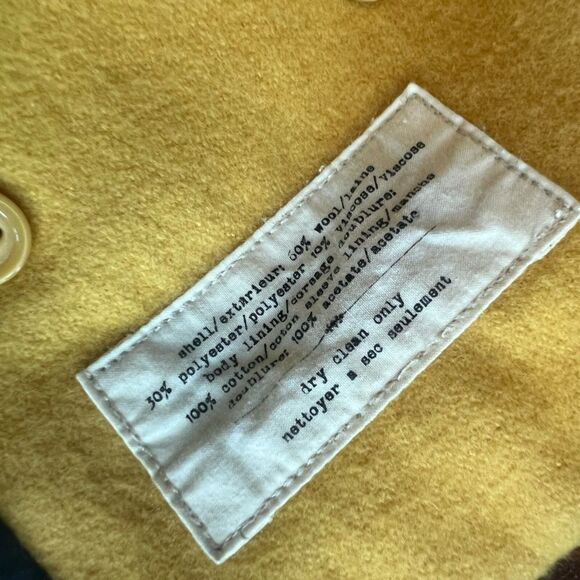 shell/extérieur: 60% wool/laine
30% polyester/polyester 10% viscose/viscose
body lining/corsage doublure:
100% cotton/coton sleeve lining/manche
doublure: 100% acetate/acetate
dry clean only
nettoyer a sec seulement